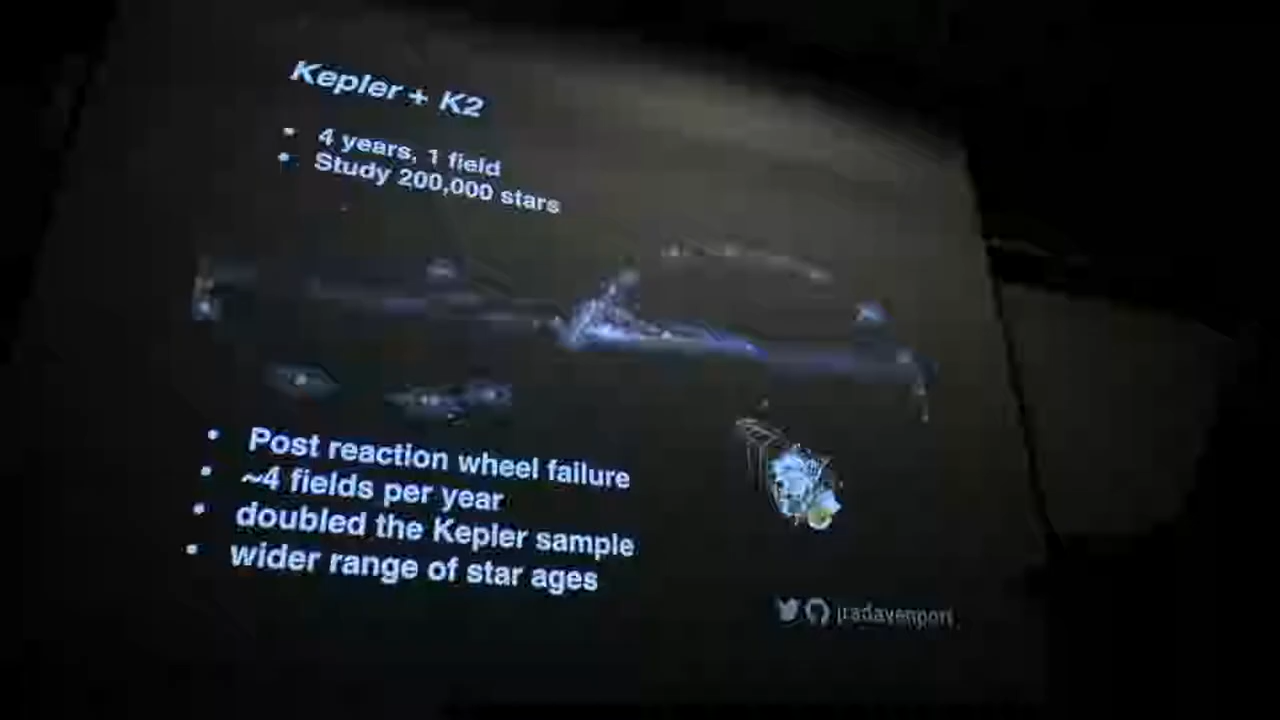 Kepler + K2
• 4 years, 1 field
• Study 200,000 stars
• Post reaction wheel failure
• ~4 fields per year
• doubled the Kepler sample
• wider range of star ages
jradavenport